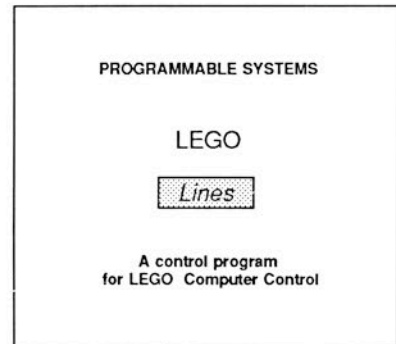 PROGRAMMABLE SYSTEMS
LEGO
Lines
A control program
for LEGO Computer Control